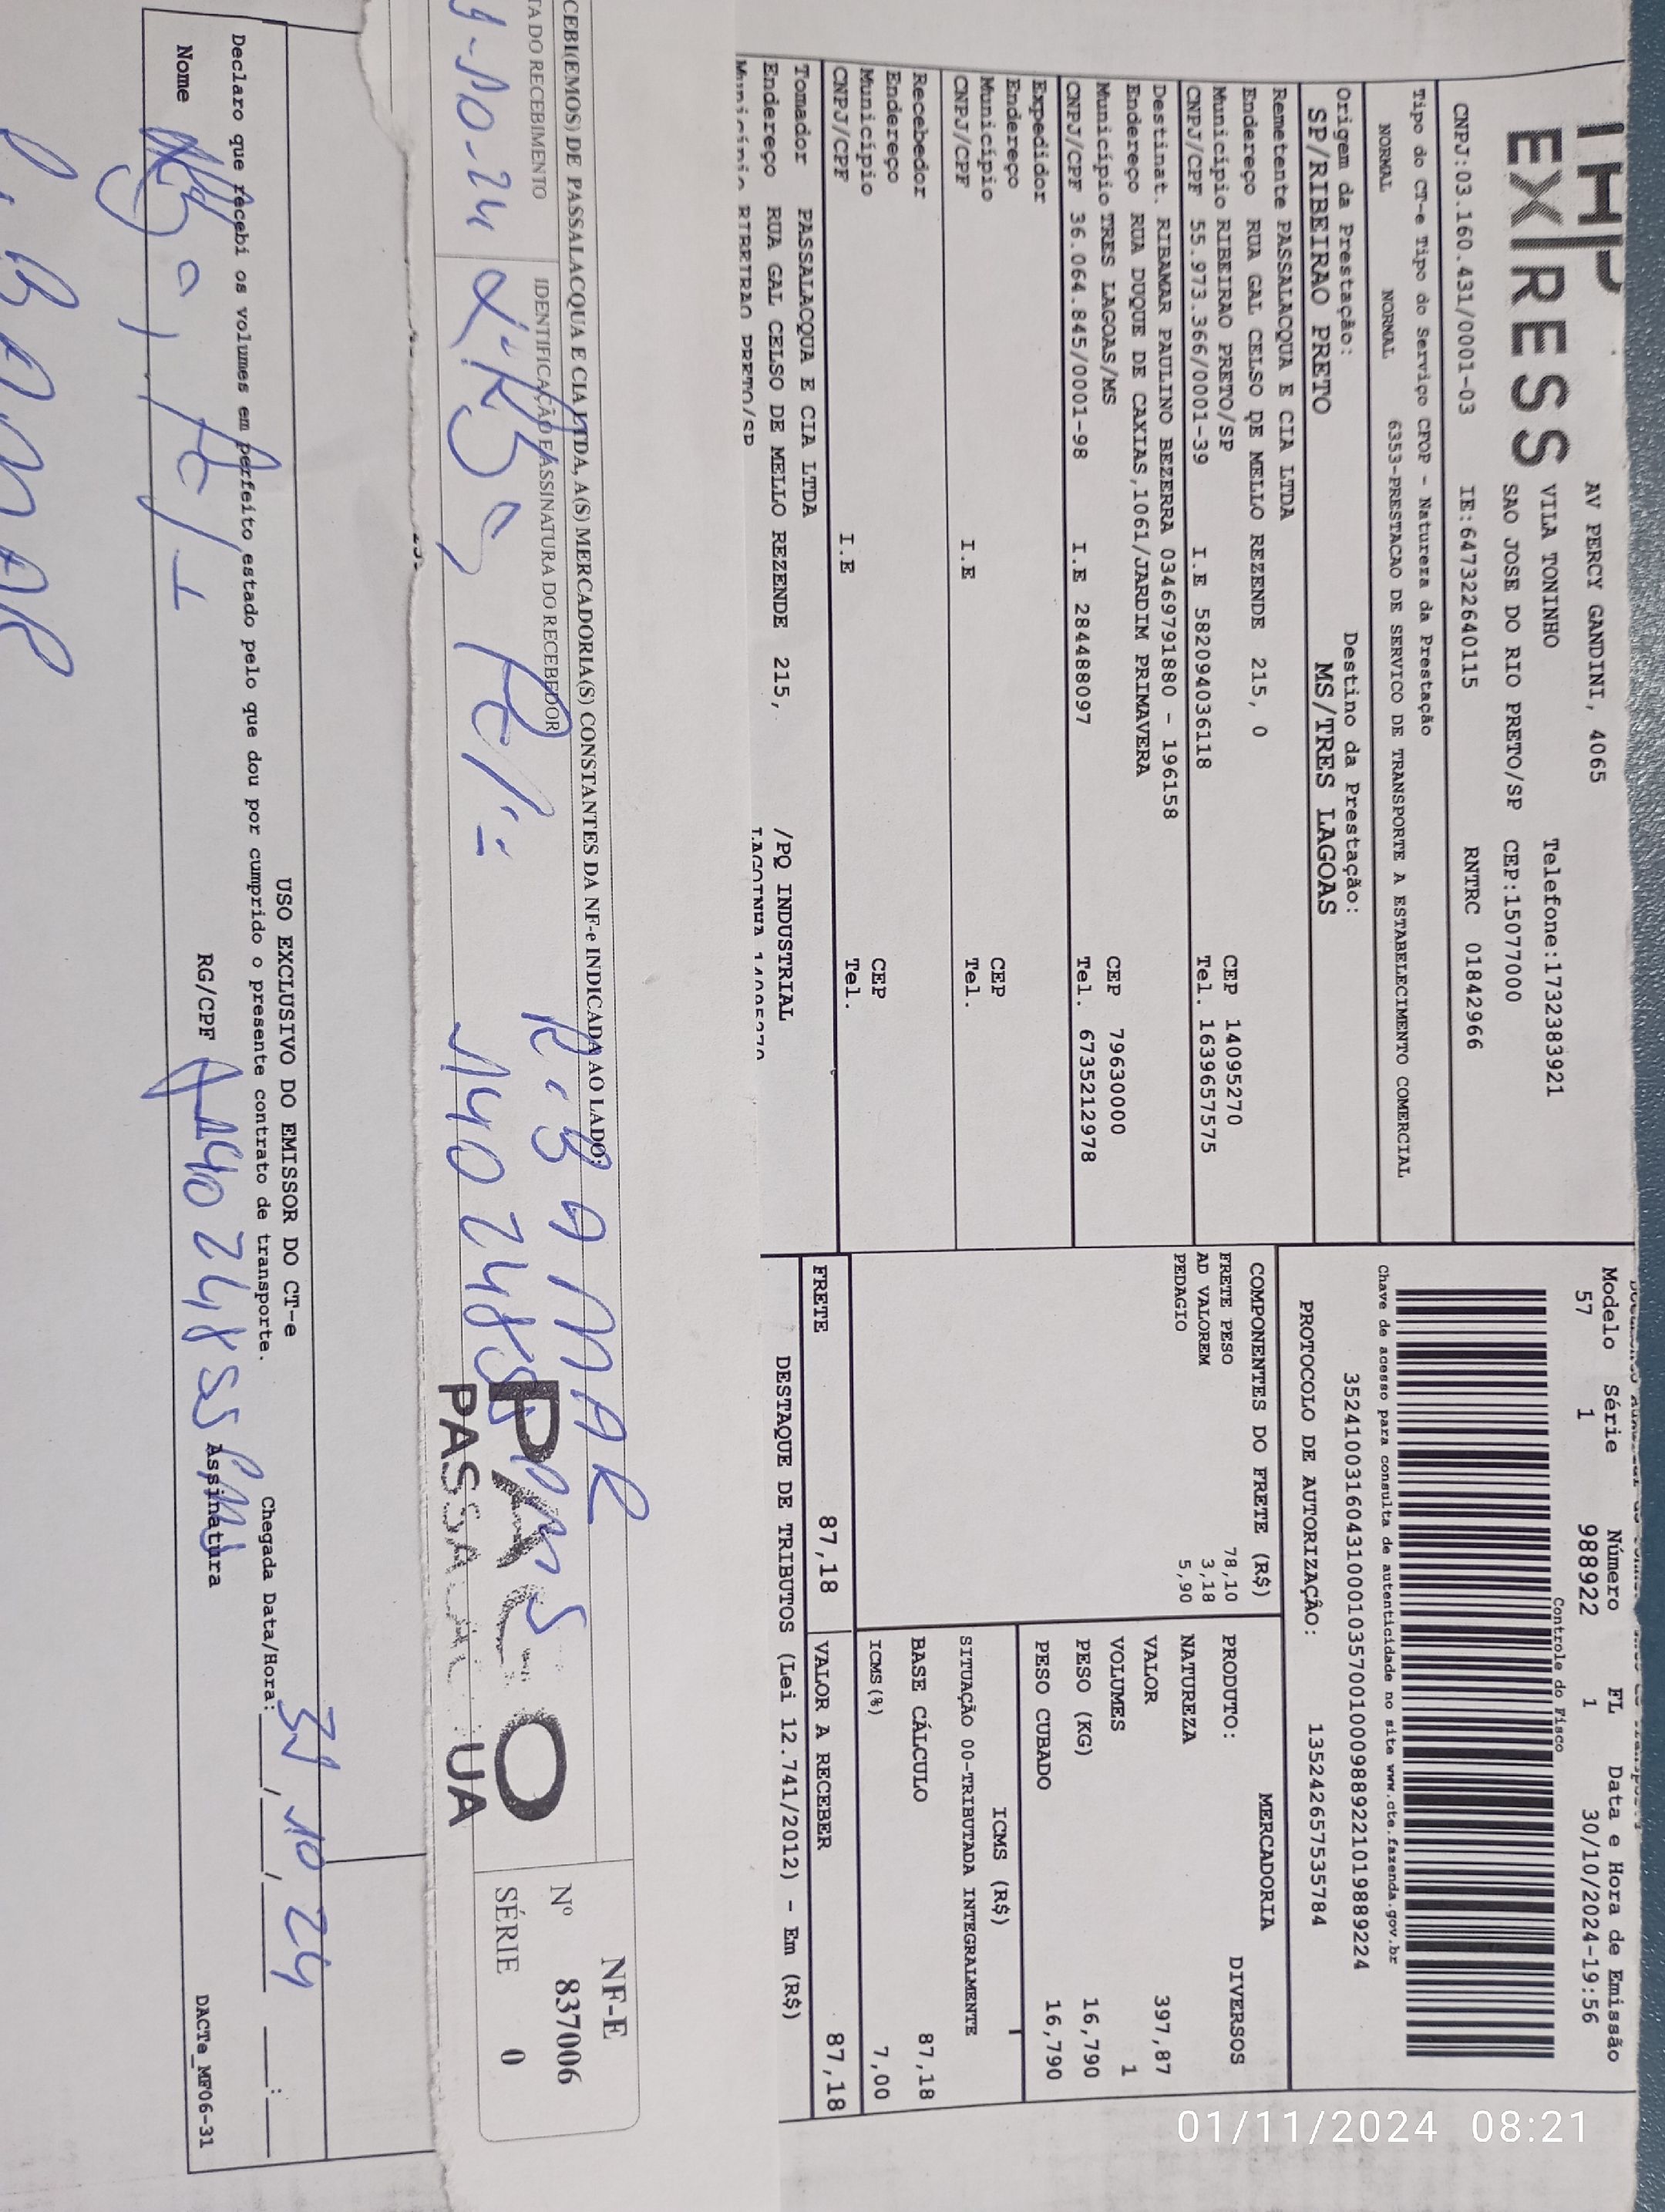 EXPRESS
AV PERCY GANDINI, 4065
VILA TONINHO Telefone:1732383921
SAO JOSE DO RIO PRETO/SP CEP:15077000
CNPJ:03.160.431/0001-03 IE:647322640115 RNTRC 01842966
Tipo do CT-e Tipo do Serviço CFOP - Natureza da Prestação
NORMAL NORMAL 6353-PRESTACAO DE SERVICO DE TRANSPORTE A ESTABELECIMENTO COMERCIAL
Origem da Prestação: Destino da Prestação:
SP/RIBEIRAO PRETO MS/TRES LAGOAS
Remetente PASSALACQUA E CIA LTDA
Endereço RUA GAL CELSO DE MELLO REZENDE 215, 0
Município RIBEIRAO PRETO/SP CEP 14095270
CNPJ/CPF 55.973.366/0001-39 I.E 582094036118 Tel. 1639657575
Destinat. RIBAMAR PAULINO BEZERRA 03469791880 - 196158
Endereço RUA DUQUE DE CAXIAS,1061/JARDIM PRIMAVERA
Município TRES LAGOAS/MS CEP 79630000
CNPJ/CPF 36.064.845/0001-98 I.E 284488097 Tel. 6735212978
Expedidor
Endereço
Município CEP
CNPJ/CPF I.E Tel.
Recebedor
Endereço
Município CEP
CNPJ/CPF I.E Tel.
Tomador PASSALACQUA E CIA LTDA
Endereço RUA GAL CELSO DE MELLO REZENDE 215, /PQ INDUSTRIAL
Município RIBEIRAO PRETO/SP LAGOINHA 14095270
Modelo Série Número FL Data e Hora de Emissão
57 1 988922 1 30/10/2024-19:56
Controle do Fisco
Chave de acesso para consulta de autenticidade no site www.cte.fazenda.gov.br
35241003160431000103570010009889221019889224
PROTOCOLO DE AUTORIZAÇÃO: 135242657535784
COMPONENTES DO FRETE (R$)
FRETE PESO 78,10
AD VALOREM 3,18
PEDAGIO 5,90
MERCADORIA
PRODUTO: DIVERSOS
NATUREZA
VALOR 397,87
VOLUMES 1
PESO (KG) 16,790
PESO CUBADO 16,790
ICMS (R$)
SITUAÇÃO 00-TRIBUTADA INTEGRALMENTE
BASE CÁLCULO 87,18
ICMS(%) 7,00
FRETE 87,18 VALOR A RECEBER 87,18
DESTAQUE DE TRIBUTOS (Lei 12.741/2012) - Em (R$)
CEBI(EMOS) DE PASSALACQUA E CIA LTDA, A(S) MERCADORIA(S) CONSTANTES DA NF-e INDICADA AO LADO:
TA DO RECEBIMENTO IDENTIFICAÇÃO E ASSINATURA DO RECEBEDOR
RiBAMAR
NF-E
Nº 837006
SÉRIE 0
USO EXCLUSIVO DO EMISSOR DO CT-e
Declaro que recebi os volumes em perfeito estado pelo que dou por cumprido o presente contrato de transporte.
Chegada Data/Hora: 31/10/24
Nome RG/CPF Assinatura
DACTe_MF06-31
RiBAMAR
01/11/2024 08:21